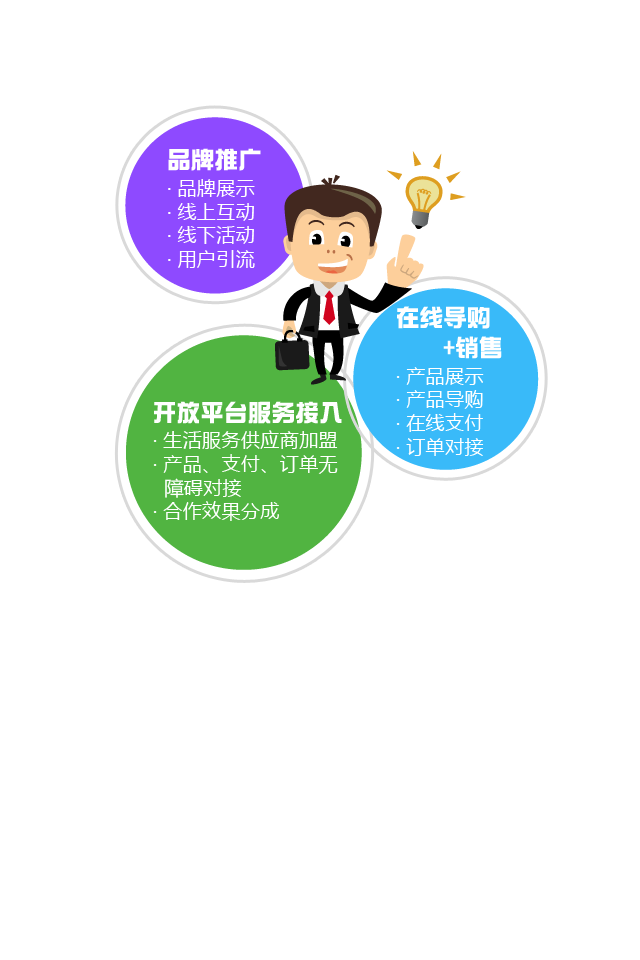 品牌推广
· 品牌展示
· 线上互动
· 线下活动
· 用户引流
在线导购
+销售
· 产品展示
· 产品导购
· 在线支付
· 订单对接
开放平台服务接入
· 生活服务供应商加盟
· 产品、支付、订单无
障碍对接
· 合作效果分成